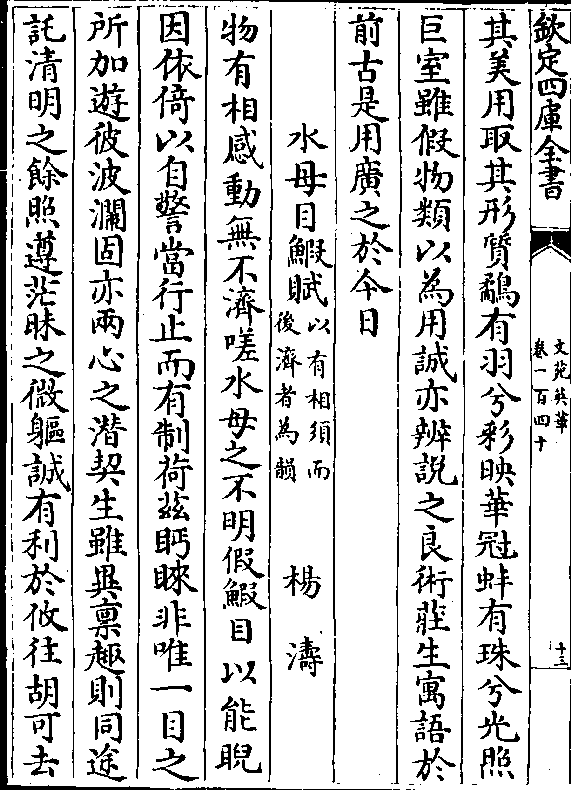 欽定四庫全書
文苑英華
卷一百四十
十三
其美用取其形質鷸有羽兮彩映華冠蚌有珠兮光照
巨室雖假物類以為用誠亦辨説之良術莊生寓語於
前古是用廣之於今日
水母目鰕賦以有相須而後濟者為韻 楊濤
物有相感動無不濟嗟水母之不明假鰕目以能睨
因依倚以自警當行止而有制荷茲眄睞非唯一目之
所加遊彼波瀾固亦兩心之潛契生雖異禀趣則同途
託清明之餘照遵茫昧之微軀誠有利於攸往胡可去